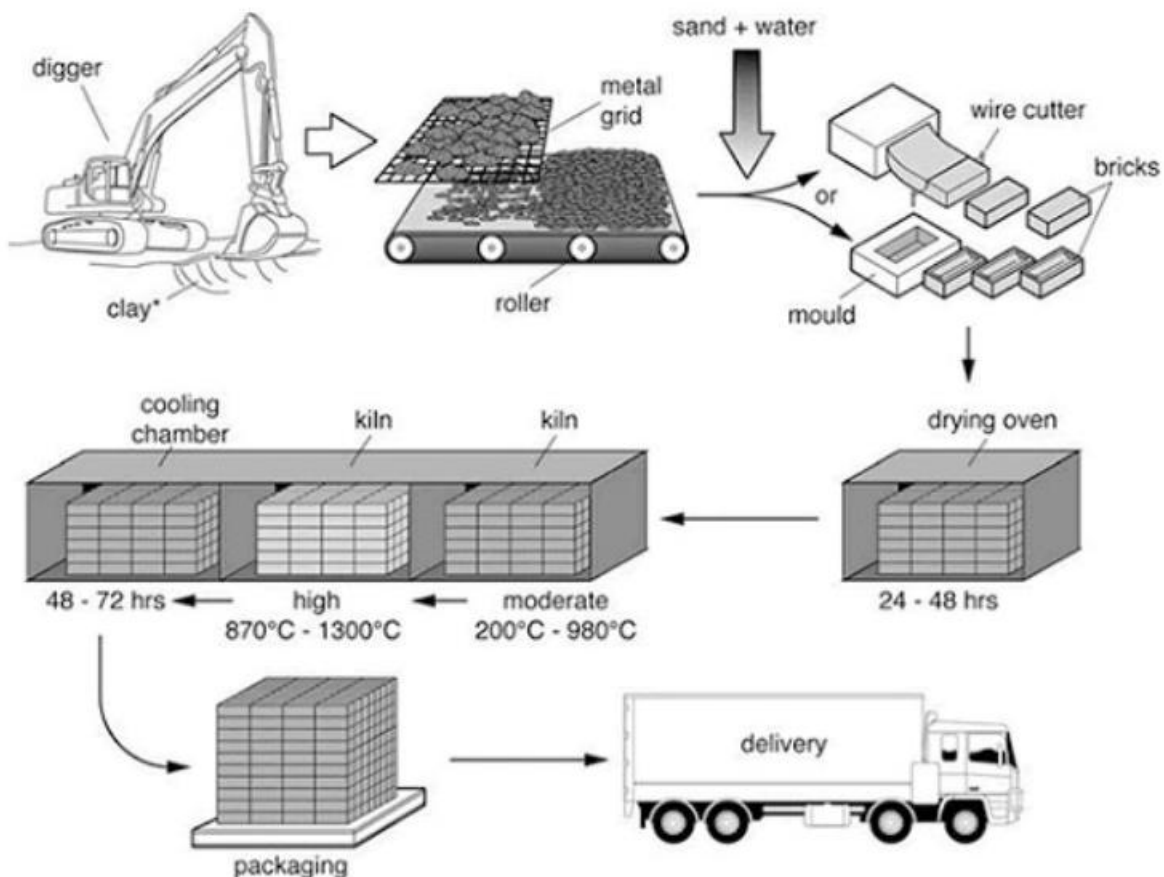 digger
clay*
metal
grid
roller
sand + water
or
wire cutter
bricks
mould
drying oven
24 - 48 hrs
kiln
moderate
200°C - 980°C
kiln
high
870°C - 1300°C
cooling
chamber
48 - 72 hrs
packaging
delivery